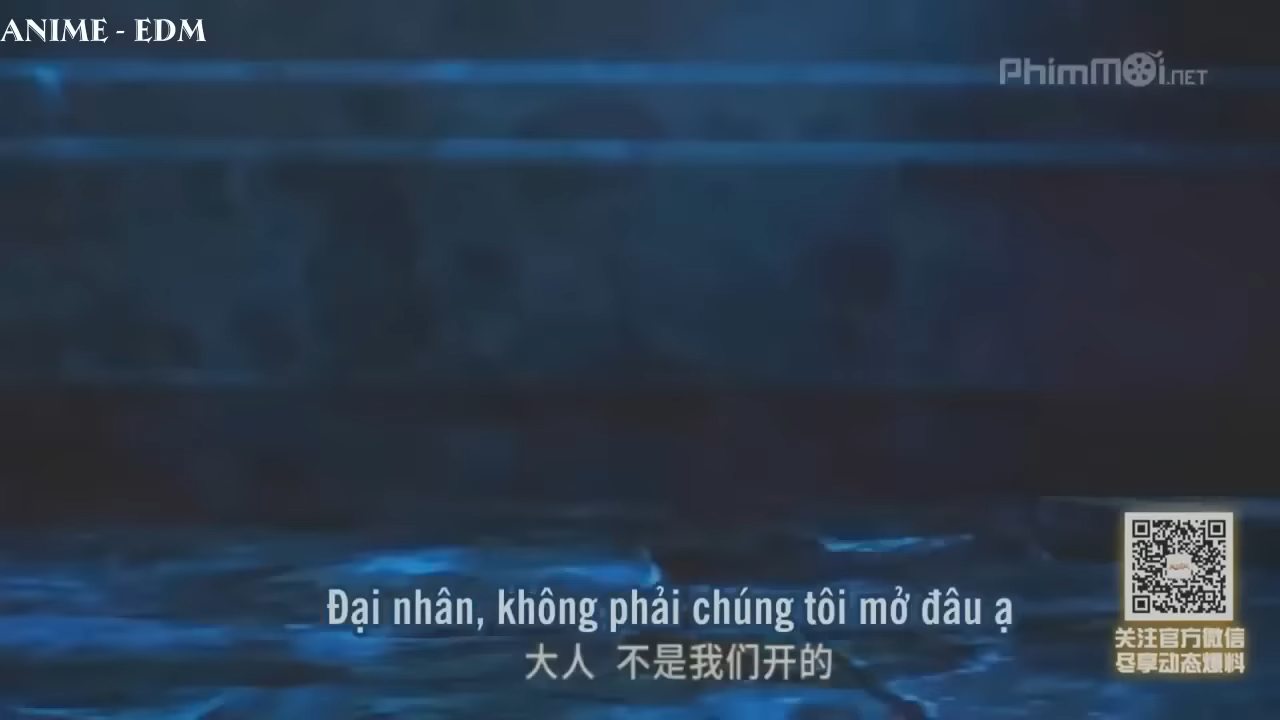 ANIME - EDM
PhimMới.NET
Đại nhân, không phải chúng tôi mở đâu ạ
大人 不是我们开的
关注官方微信
尽享动态爆料